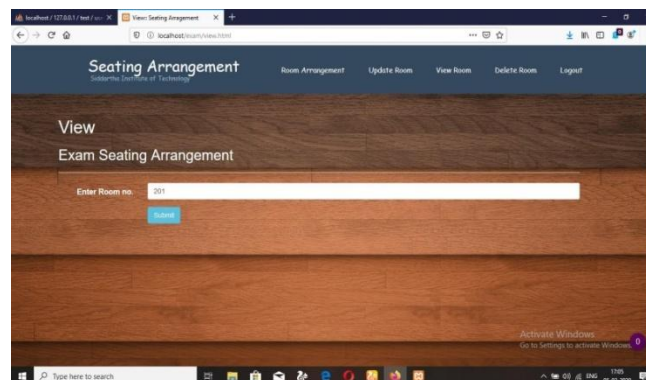 localhost / 127.0.0.1 / test /
View: Seating Arrangement
localhost/exam/view.html
Seating Arrangement
Siddartha Institute of Technology
Room Arrangement
Update Room
View Room
Delete Room
Logout
View
Exam Seating Arrangement
Enter Room no.
201
Submit
Activate Windows
Go to Settings to activate Windows.
0
Type here to search
ENG
1705